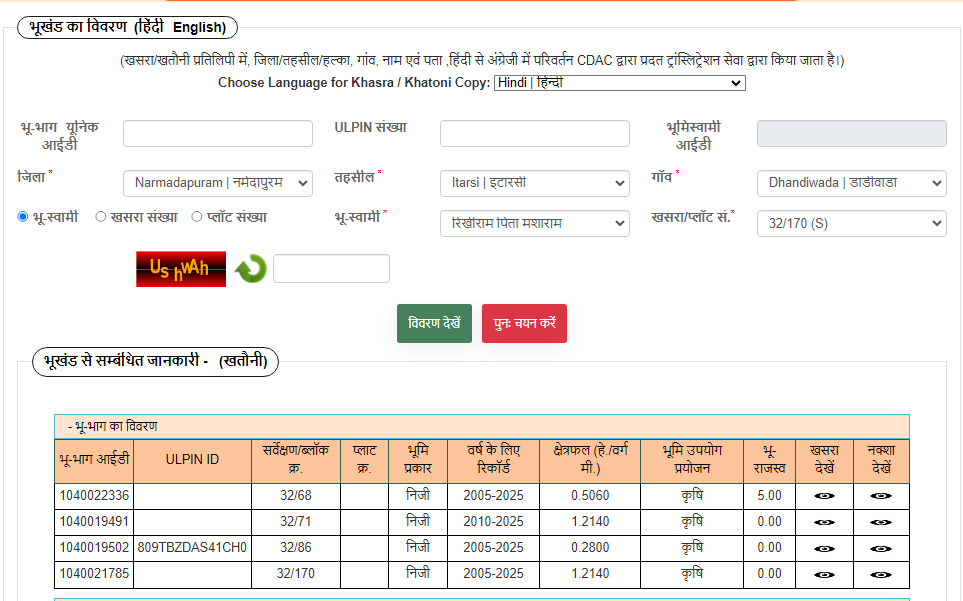 भूखंड का विवरण (हिंदी English)
(खसरा/खतौनी प्रतिलिपी में, जिला/तहसील/हल्का, गांव, नाम एवं पता ,हिंदी से अंग्रेजी में परिवर्तन CDAC द्वारा प्रदत ट्रांस्लिट्रेशन सेवा द्वारा किया जाता है।)
Choose Language for Khasra / Khatoni Copy: Hindi | हिन्दी
भू-भाग यूनिक आईडी ULPIN संख्या भूमिस्वामी आईडी
जिला * Narmadapuram | नर्मदापुरम तहसील * Itarsi | इटारसी गाँव * Dhandiwada | डाडीवाडा
भू-स्वामी खसरा संख्या प्लॉट संख्या भू-स्वामी * रिखीराम पिता मशाराम खसरा/प्लॉट सं.* 32/170 (S)
UshWAh
विवरण देखें पुनः चयन करें
भूखंड से सम्बंधित जानकारी - (खतौनी)
- भू-भाग का विवरण
भू-भाग आईडी ULPIN ID सर्वेक्षण/ब्लॉक क्र. प्लाट क्र. भूमि प्रकार वर्ष के लिए रिकॉर्ड क्षेत्रफल (हे./वर्ग मी.) भूमि उपयोग प्रयोजन भू-राजस्व खसरा देखें नक्शा देखें
1040022336 32/68 निजी 2005-2025 0.5060 कृषि 5.00
1040019491 32/71 निजी 2010-2025 1.2140 कृषि 0.00
1040019502 809TBZDAS41CH0 32/86 निजी 2005-2025 0.2800 कृषि 0.00
1040021785 32/170 निजी 2005-2025 1.2140 कृषि 0.00